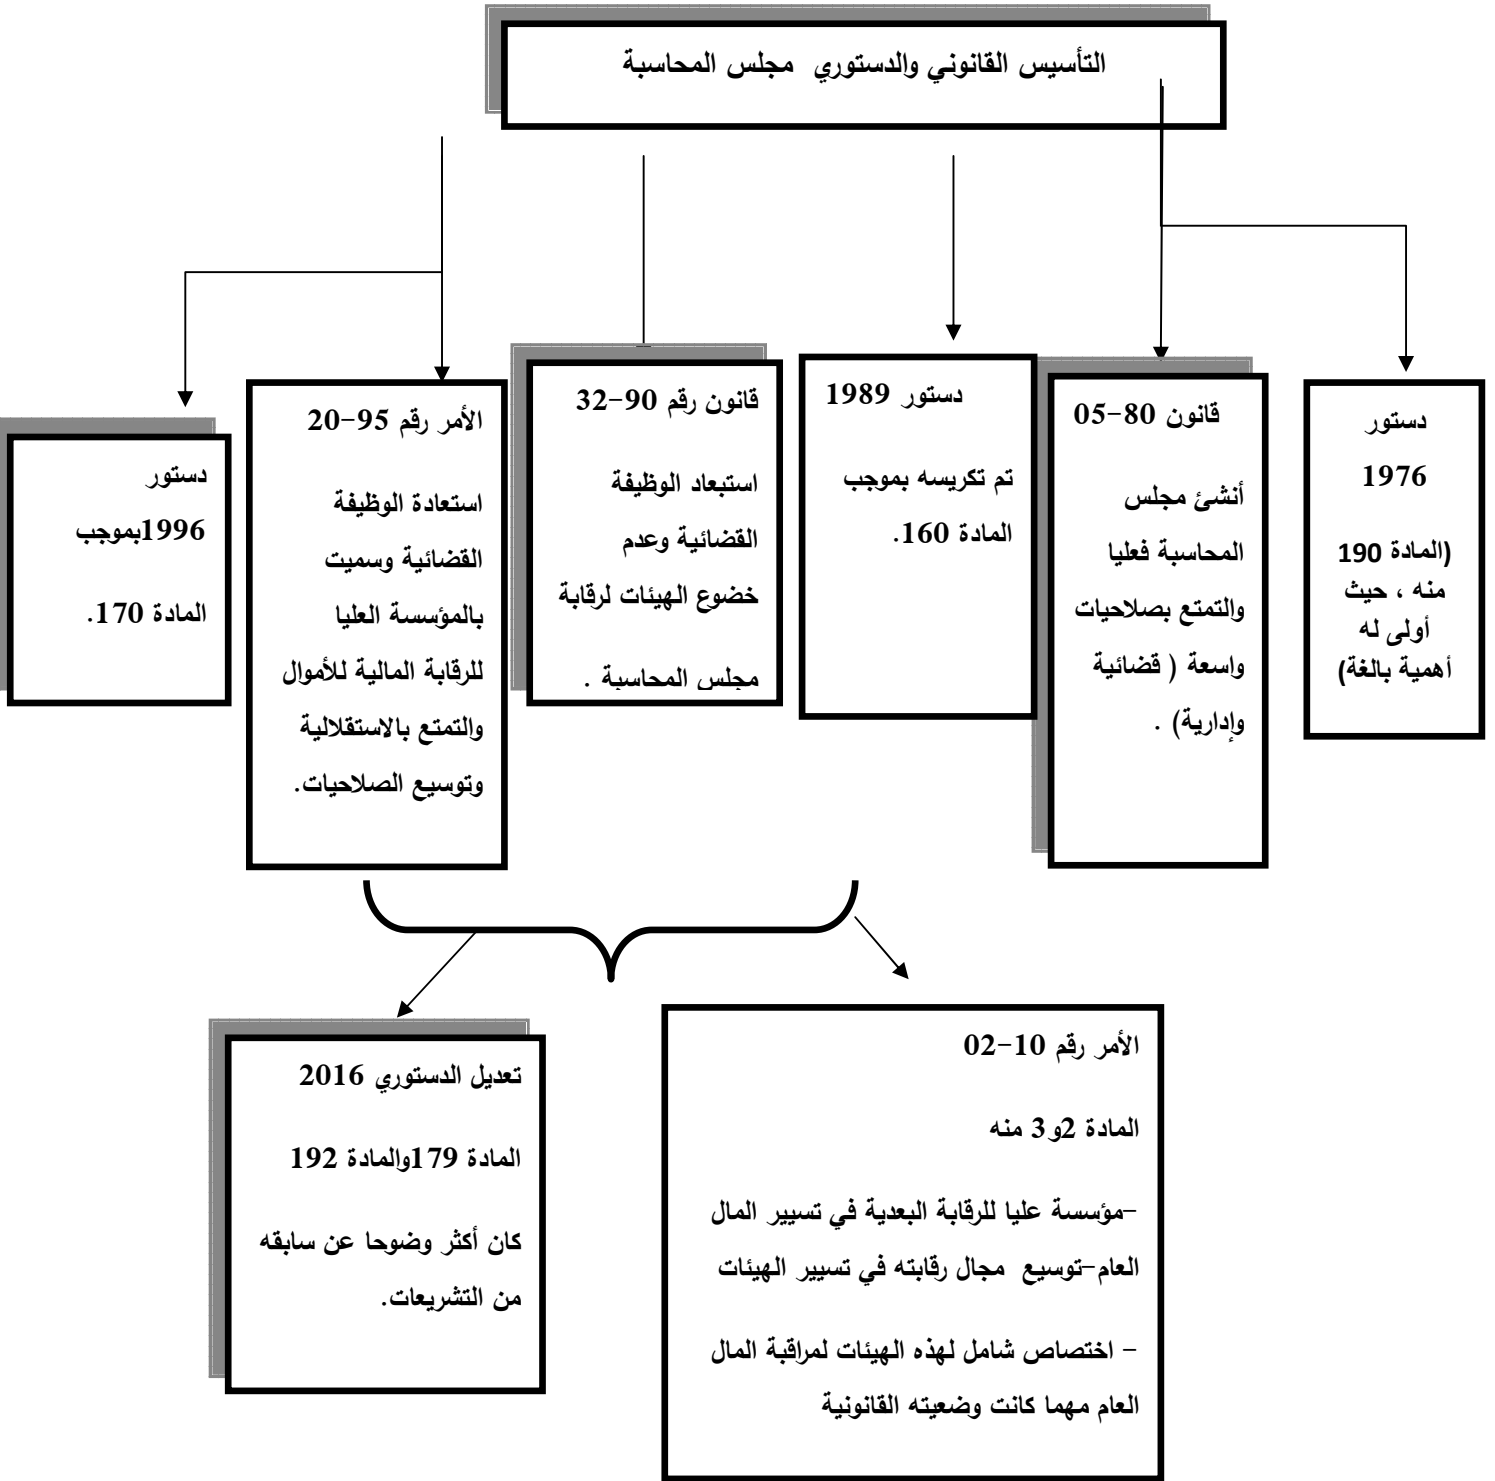 التأسيس القانوني والدستوري مجلس المحاسبة
دستور
1976
(المادة 190
منه ، حيث
أولى له
أهمية بالغة)
قانون 80-05
أنشئ مجلس
المحاسبة فعليا
والتمتع بصلاحيات
واسعة ( قضائية
وإدارية) .
دستور 1989
تم تكريسه بموجب
المادة 160.
قانون رقم 90-32
استبعاد الوظيفة
القضائية وعدم
خضوع الهيئات لرقابة
مجلس المحاسبة .
الأمر رقم 95-20
استعادة الوظيفة
القضائية وسميت
بالمؤسسة العليا
للرقابة المالية للأموال
والتمتع بالاستقلالية
وتوسيع الصلاحيات.
دستور
1996بموجب
المادة 170.
الأمر رقم 10-02
المادة 2و3 منه
-مؤسسة عليا للرقابة البعدية في تسيير المال
العام-توسيع مجال رقابته في تسيير الهيئات
- اختصاص شامل لهذه الهيئات لمراقبة المال
العام مهما كانت وضعيته القانونية
تعديل الدستوري 2016
المادة 179والمادة 192
كان أكثر وضوحا عن سابقه
من التشريعات.